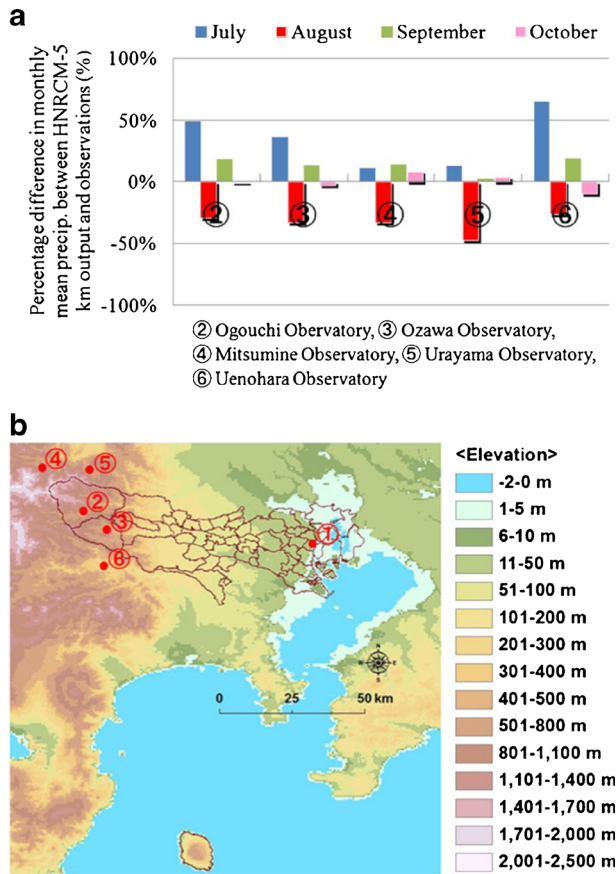 a
July August September October
Percentage difference in monthly
mean precip. between HNRCM-5
km output and observations (%)
100%
50%
0%
-50%
-100%
② ③ ④ ⑤ ⑥
② Ogouchi Obervatory, ③ Ozawa Observatory,
④ Mitsumine Observatory, ⑤ Urayama Observatory,
⑥ Uenohara Observatory
b
④ ⑤
②
③
①
⑥
N
W E
S
0 25 50 km
<Elevation>
-2-0 m
1-5 m
6-10 m
11-50 m
51-100 m
101-200 m
201-300 m
301-400 m
401-500 m
501-800 m
801-1,100 m
1,101-1,400 m
1,401-1,700 m
1,701-2,000 m
2,001-2,500 m